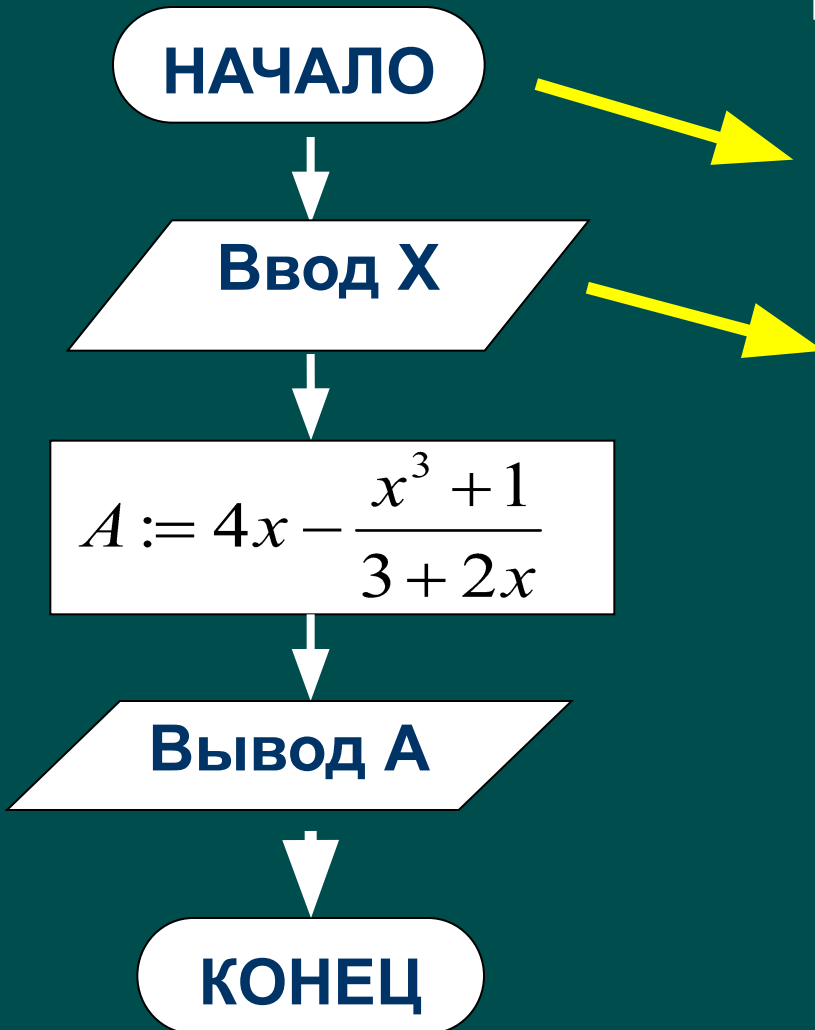 НАЧАЛО
Ввод X
A := 4x − (x³ + 1) / (3 + 2x)
Вывод А
КОНЕЦ